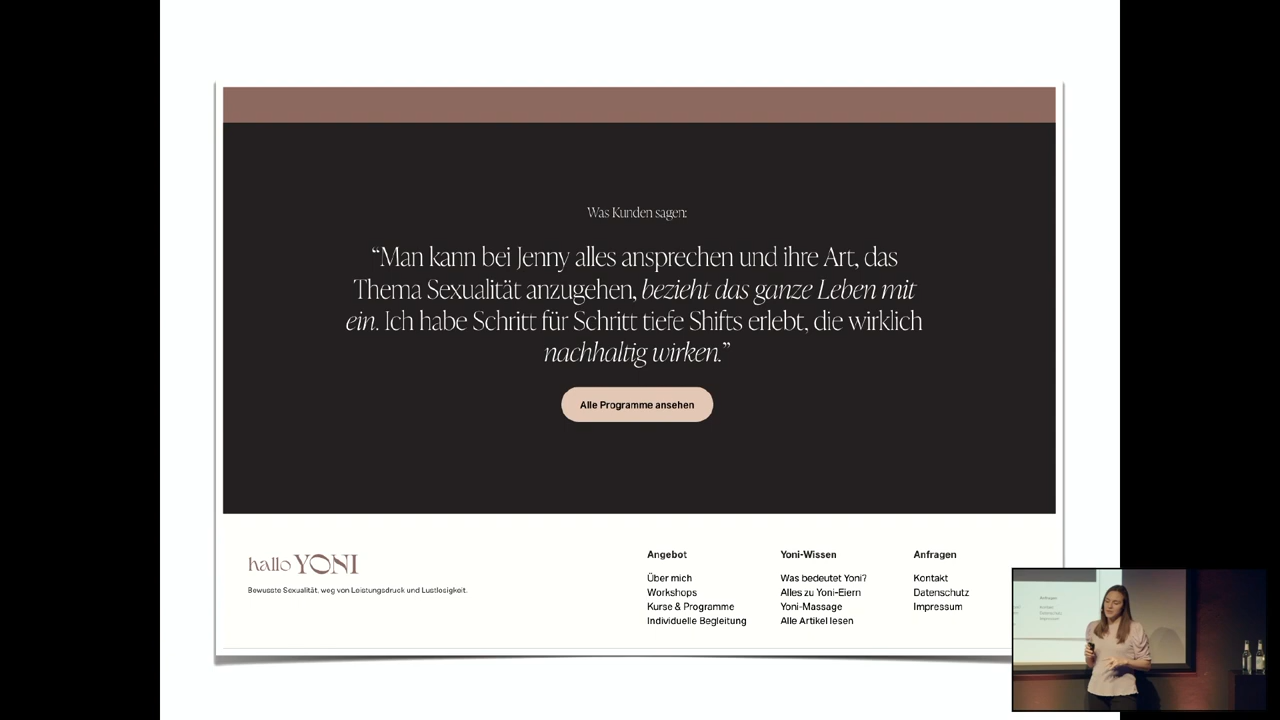 Was Kunden sagen:
“Man kann bei Jenny alles ansprechen und ihre Art, das
Thema Sexualität anzugehen, bezieht das ganze Leben mit
ein. Ich habe Schritt für Schritt tiefe Shifts erlebt, die wirklich
nachhaltig wirken.”
Alle Programme ansehen
hallo YONI
Bewusste Sexualität, weg von Leistungsdruck und Lustlosigkeit.
Angebot
Über mich
Workshops
Kurse & Programme
Individuelle Begleitung
Yoni-Wissen
Was bedeutet Yoni?
Alles zu Yoni-Eiern
Yoni-Massage
Alle Artikel lesen
Anfragen
Kontakt
Datenschutz
Impressum